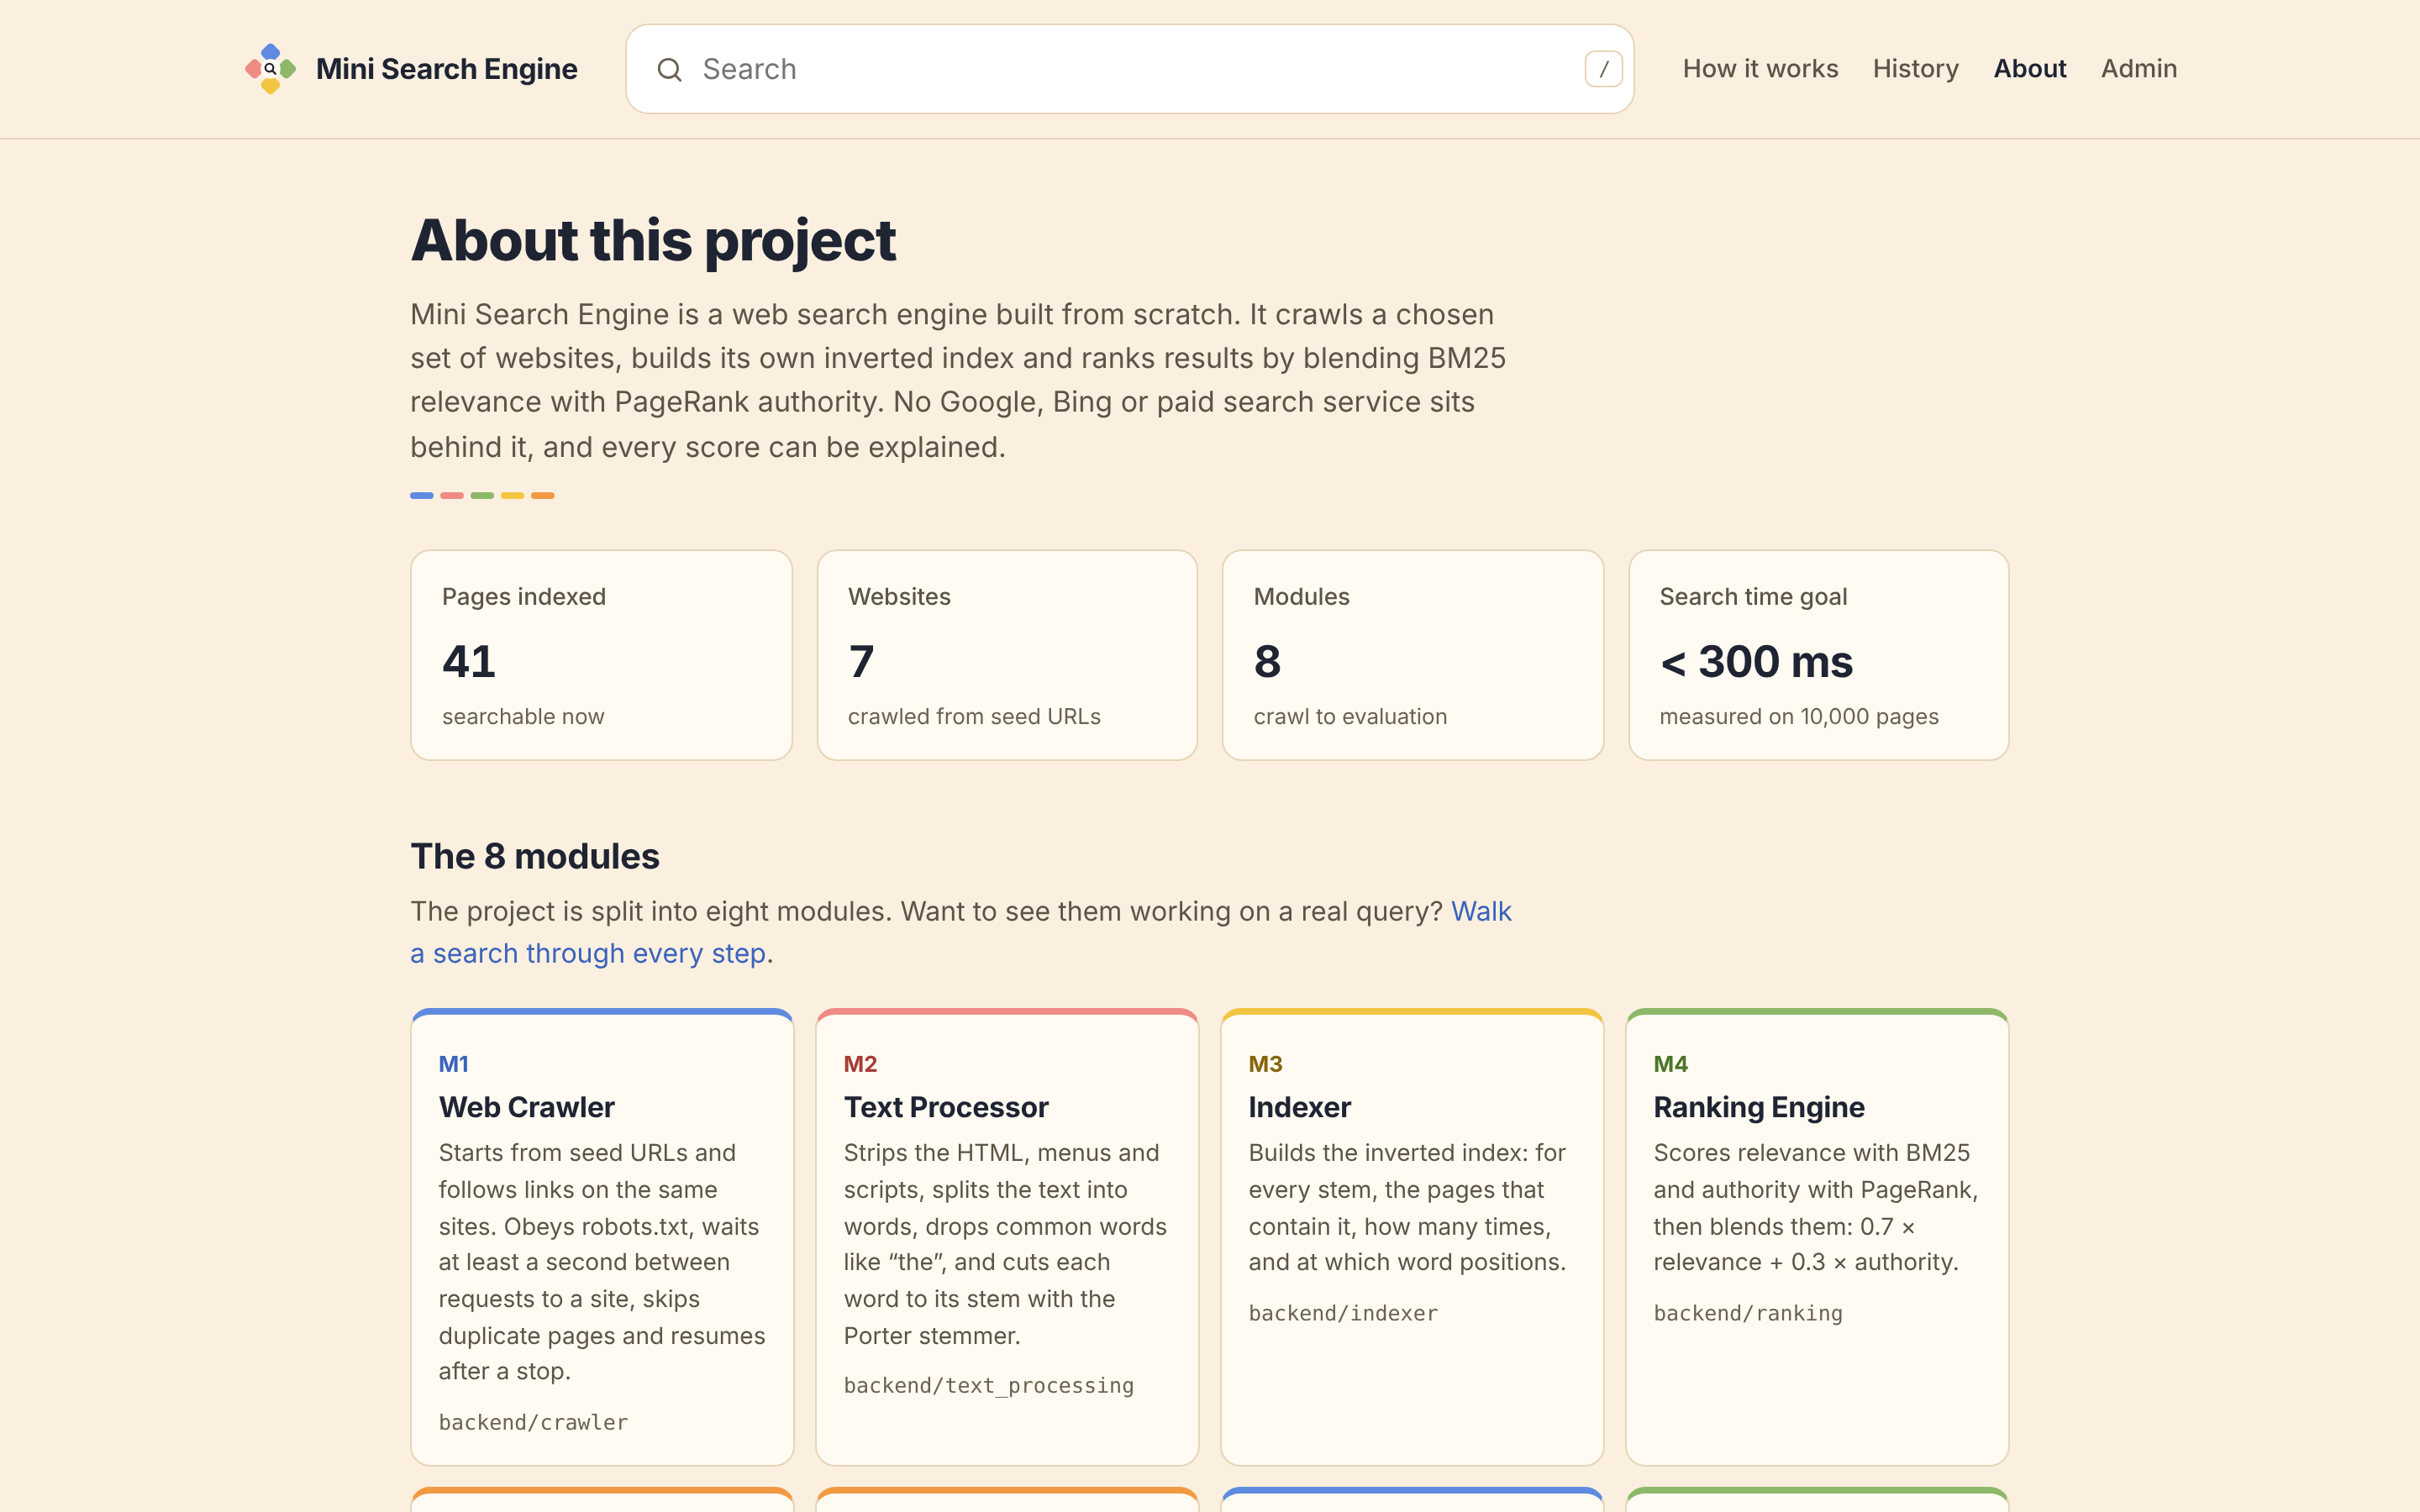 Mini Search Engine
Search
/
How it works
History
About
Admin
About this project
Mini Search Engine is a web search engine built from scratch. It crawls a chosen
set of websites, builds its own inverted index and ranks results by blending BM25
relevance with PageRank authority. No Google, Bing or paid search service sits
behind it, and every score can be explained.
Pages indexed
41
searchable now
Websites
7
crawled from seed URLs
Modules
8
crawl to evaluation
Search time goal
< 300 ms
measured on 10,000 pages
The 8 modules
The project is split into eight modules. Want to see them working on a real query? Walk
a search through every step.
M1
Web Crawler
Starts from seed URLs and
follows links on the same
sites. Obeys robots.txt, waits
at least a second between
requests to a site, skips
duplicate pages and resumes
after a stop.
backend/crawler
M2
Text Processor
Strips the HTML, menus and
scripts, splits the text into
words, drops common words
like “the”, and cuts each
word to its stem with the
Porter stemmer.
backend/text_processing
M3
Indexer
Builds the inverted index: for
every stem, the pages that
contain it, how many times,
and at which word positions.
backend/indexer
M4
Ranking Engine
Scores relevance with BM25
and authority with PageRank,
then blends them: 0.7 ×
relevance + 0.3 × authority.
backend/ranking